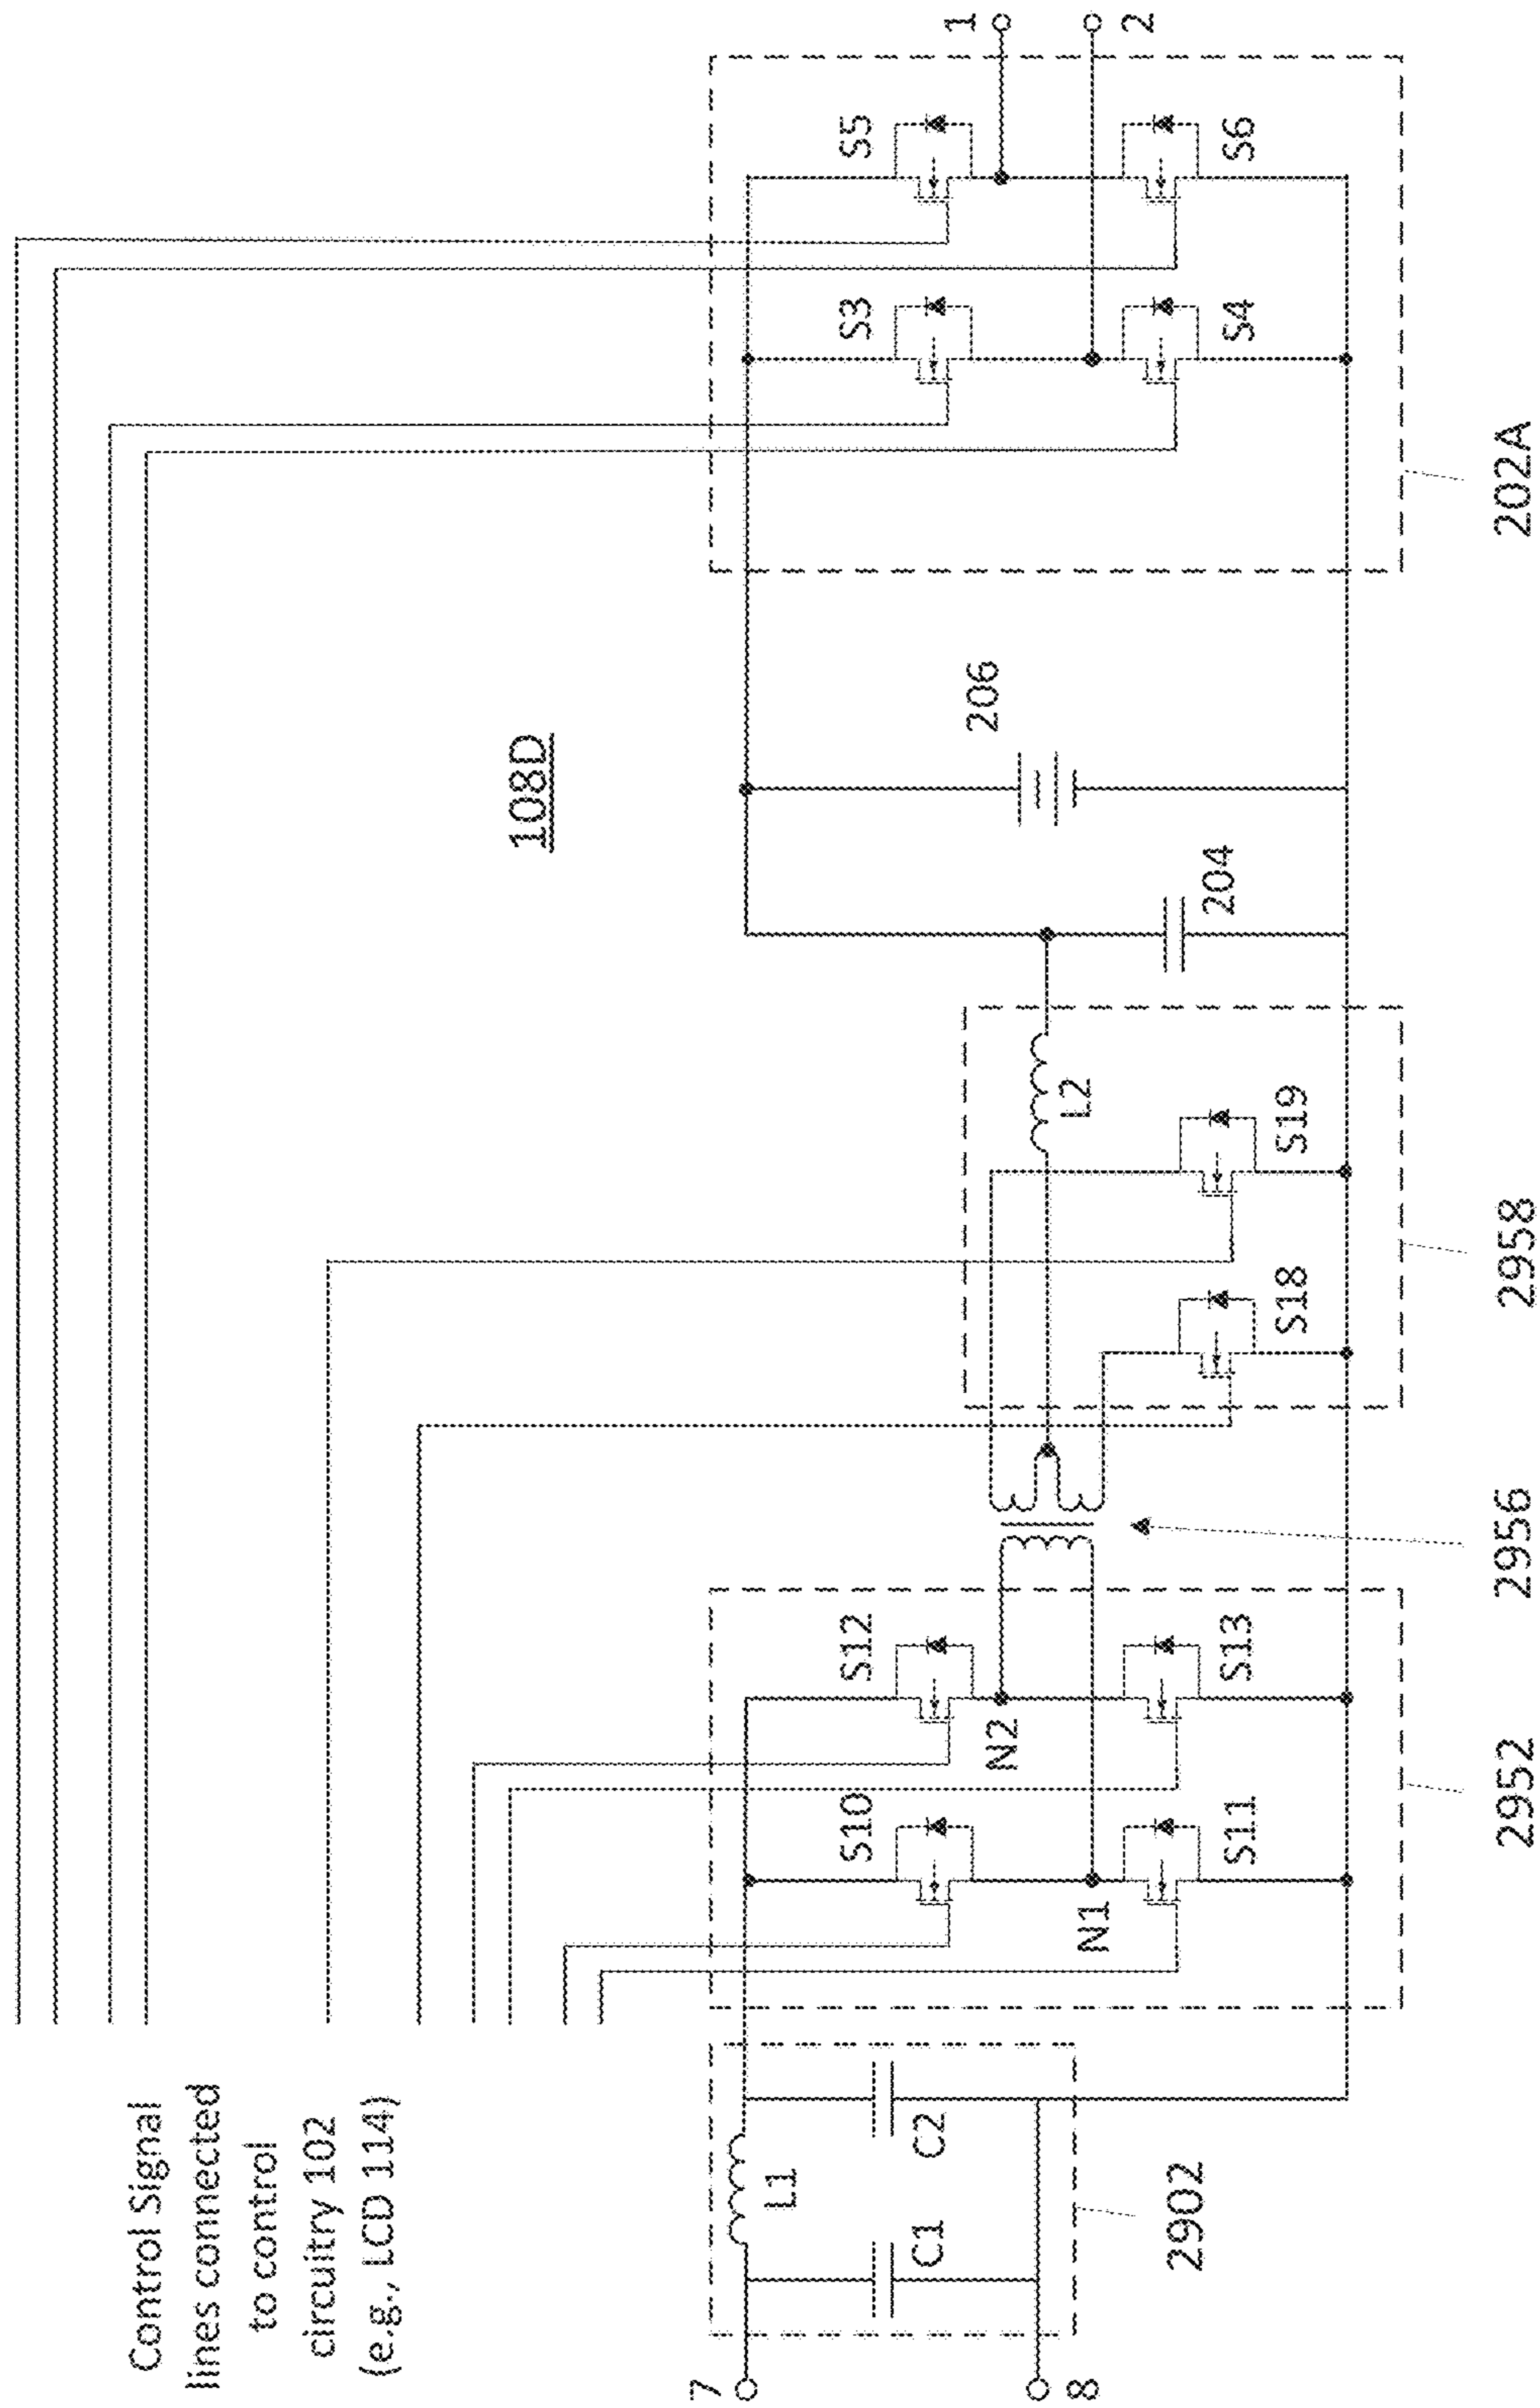 Control Signal
lines connected
to control
circuitry 102
(e.g., LCD 114)
108D
7
8
L1
C1
C2
2902
S10
S11
S12
S13
N1
N2
2952
2956
S18
S19
L2
2958
204
206
S3
S4
S5
S6
202A
1
2